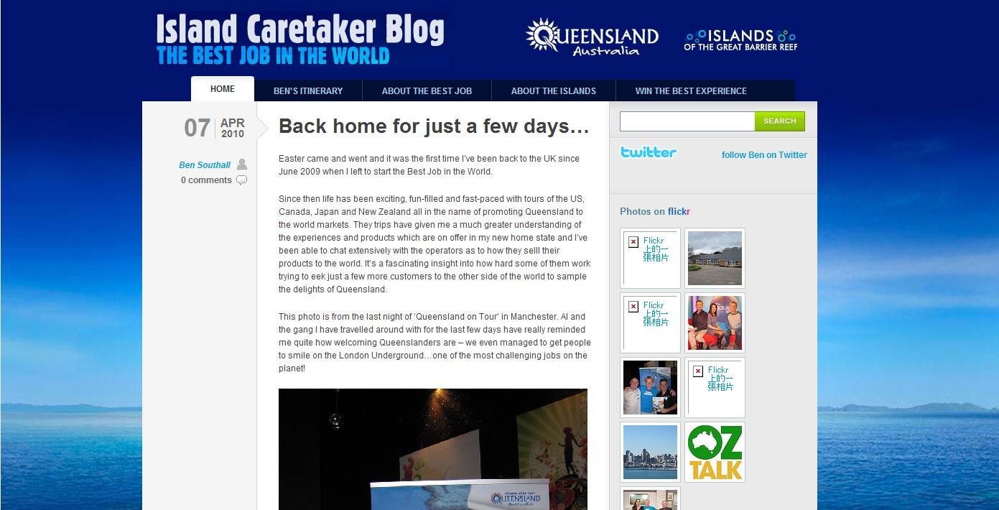 Island Caretaker Blog
THE BEST JOB IN THE WORLD
QUEENSLAND
Australia
ISLANDS
OF THE GREAT BARRIER REEF
HOME
BEN'S ITINERARY
ABOUT THE BEST JOB
ABOUT THE ISLANDS
WIN THE BEST EXPERIENCE
07
APR
2010
Ben Southall
0 comments
Back home for just a few days…
Easter came and went and it was the first time I've been back to the UK since
June 2009 when I left to start the Best Job in the World.
Since then life has been exciting, fun-filled and fast-paced with tours of the US,
Canada, Japan and New Zealand all in the name of promoting Queensland to
the world markets. They trips have given me a much greater understanding of
the experiences and products which are on offer in my new home state and I've
been able to chat extensively with the operators as to how they selll their
products to the world. It's a fascinating insight into how hard some of them work
trying to eek just a few more customers to the other side of the world to sample
the delights of Queensland.
This photo is from the last night of 'Queensland on Tour' in Manchester. Al and
the gang I have travelled around with for the last few days have really reminded
me quite how welcoming Queenslanders are – we even managed to get people
to smile on the London Underground…one of the most challenging jobs on the
planet!
QUEENSLAND
Australia
SEARCH
twitter
follow Ben on Twitter
Photos on flickr
Flickr
上的一
張相片
Flickr
上的一
張相片
Flickr
上的一
張相片
OZ
TALK